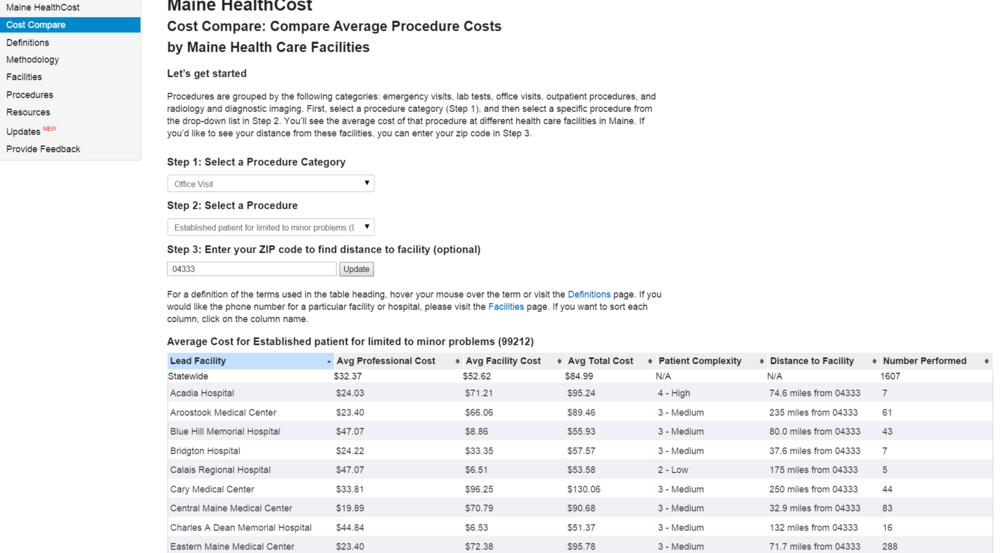 Maine HealthCost
Cost Compare
Definitions
Methodology
Facilities
Procedures
Resources
Updates NEW
Provide Feedback
Maine HealthCost
Cost Compare: Compare Average Procedure Costs
by Maine Health Care Facilities
Let’s get started
Procedures are grouped by the following categories: emergency visits, lab tests, office visits, outpatient procedures, and
radiology and diagnostic imaging. First, select a procedure category (Step 1), and then select a specific procedure from
the drop-down list in Step 2. You’ll see the average cost of that procedure at different health care facilities in Maine. If
you’d like to see your distance from these facilities, you can enter your zip code in Step 3.
Step 1: Select a Procedure Category
Office Visit
Step 2: Select a Procedure
Established patient for limited to minor problems (
Step 3: Enter your ZIP code to find distance to facility (optional)
04333 Update
For a definition of the terms used in the table heading, hover your mouse over the term or visit the Definitions page. If you
would like the phone number for a particular facility or hospital, please visit the Facilities page. If you want to sort each
column, click on the column name.
Average Cost for Established patient for limited to minor problems (99212)
Lead Facility Avg Professional Cost Avg Facility Cost Avg Total Cost Patient Complexity Distance to Facility Number Performed
Statewide $32.37 $52.62 $84.99 N/A N/A 1607
Acadia Hospital $24.03 $71.21 $95.24 4 - High 74.6 miles from 04333 7
Aroostook Medical Center $23.40 $66.06 $89.46 3 - Medium 235 miles from 04333 61
Blue Hill Memorial Hospital $47.07 $8.86 $55.93 3 - Medium 80.0 miles from 04333 43
Bridgton Hospital $24.22 $33.35 $57.57 3 - Medium 37.6 miles from 04333 7
Calais Regional Hospital $47.07 $6.51 $53.58 2 - Low 175 miles from 04333 5
Cary Medical Center $33.81 $96.25 $130.06 3 - Medium 250 miles from 04333 44
Central Maine Medical Center $19.89 $70.79 $90.68 3 - Medium 32.9 miles from 04333 83
Charles A Dean Memorial Hospital $44.84 $6.53 $51.37 3 - Medium 132 miles from 04333 16
Eastern Maine Medical Center $23.40 $72.38 $95.78 3 - Medium 71.7 miles from 04333 288